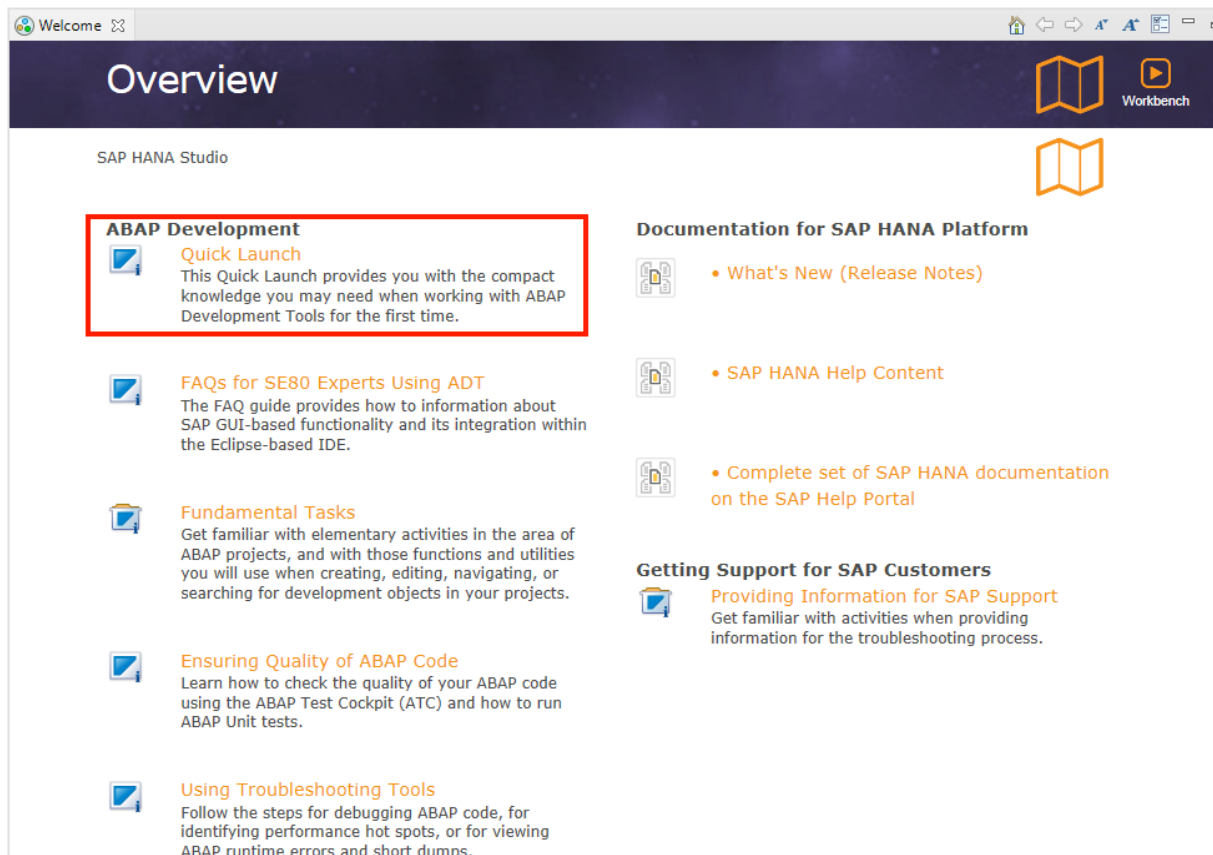 Welcome
Overview
Workbench
SAP HANA Studio
ABAP Development
Quick Launch
This Quick Launch provides you with the compact
knowledge you may need when working with ABAP
Development Tools for the first time.
FAQs for SE80 Experts Using ADT
The FAQ guide provides how to information about
SAP GUI-based functionality and its integration within
the Eclipse-based IDE.
Fundamental Tasks
Get familiar with elementary activities in the area of
ABAP projects, and with those functions and utilities
you will use when creating, editing, navigating, or
searching for development objects in your projects.
Ensuring Quality of ABAP Code
Learn how to check the quality of your ABAP code
using the ABAP Test Cockpit (ATC) and how to run
ABAP Unit tests.
Using Troubleshooting Tools
Follow the steps for debugging ABAP code, for
identifying performance hot spots, or for viewing
ABAP runtime errors and short dumps.
Documentation for SAP HANA Platform
• What's New (Release Notes)
• SAP HANA Help Content
• Complete set of SAP HANA documentation
on the SAP Help Portal
Getting Support for SAP Customers
Providing Information for SAP Support
Get familiar with activities when providing
information for the troubleshooting process.